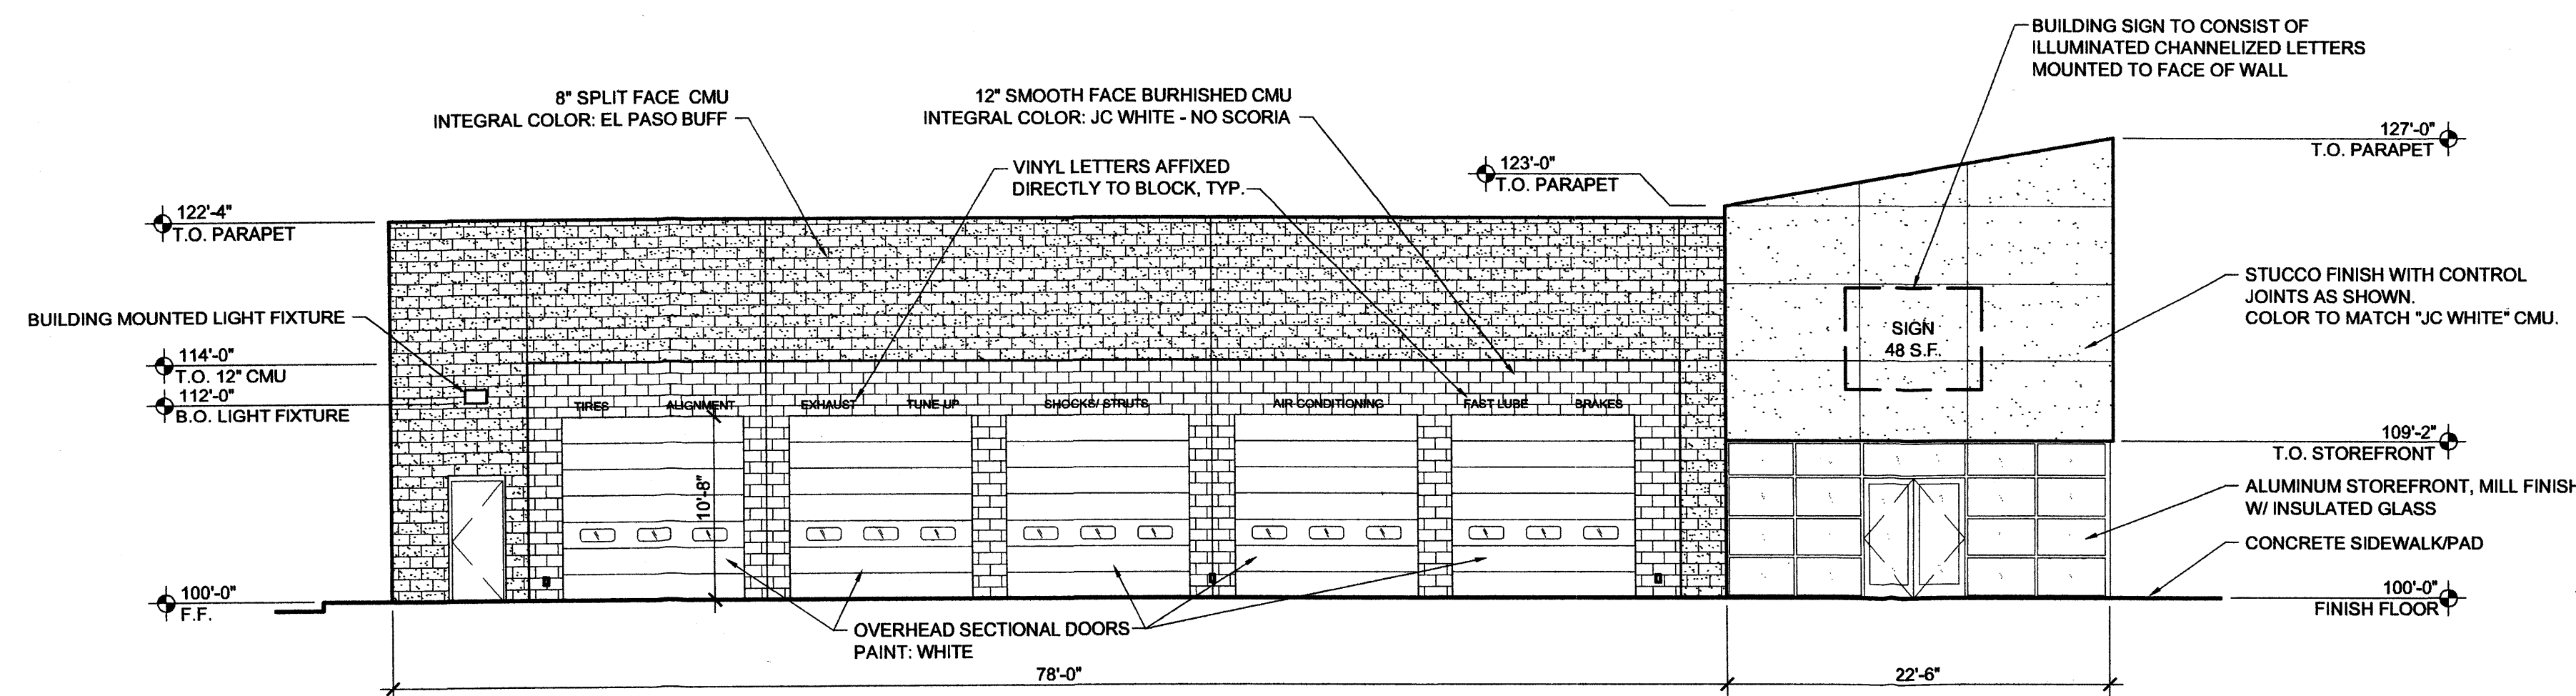 BUILDING SIGN TO CONSIST OF
ILLUMINATED CHANNELIZED LETTERS
MOUNTED TO FACE OF WALL
8" SPLIT FACE CMU
INTEGRAL COLOR: EL PASO BUFF
12" SMOOTH FACE BURHISHED CMU
INTEGRAL COLOR: JC WHITE - NO SCORIA
VINYL LETTERS AFFIXED
DIRECTLY TO BLOCK, TYP.
123'-0"
T.O. PARAPET
127'-0"
T.O. PARAPET
122'-4"
T.O. PARAPET
STUCCO FINISH WITH CONTROL
JOINTS AS SHOWN.
COLOR TO MATCH "JC WHITE" CMU.
BUILDING MOUNTED LIGHT FIXTURE
SIGN
48 S.F.
114'-0"
T.O. 12" CMU
112'-0"
B.O. LIGHT FIXTURE
TIRES ALIGNMENT EXHAUST TUNE UP SHOCKS/ STRUTS AIR CONDITIONING FAST LUBE BRAKES
109'-2"
T.O. STOREFRONT
10'-8"
ALUMINUM STOREFRONT, MILL FINISH
W/ INSULATED GLASS
CONCRETE SIDEWALK/PAD
100'-0"
F.F.
100'-0"
FINISH FLOOR
OVERHEAD SECTIONAL DOORS
PAINT: WHITE
78'-0"
22'-6"